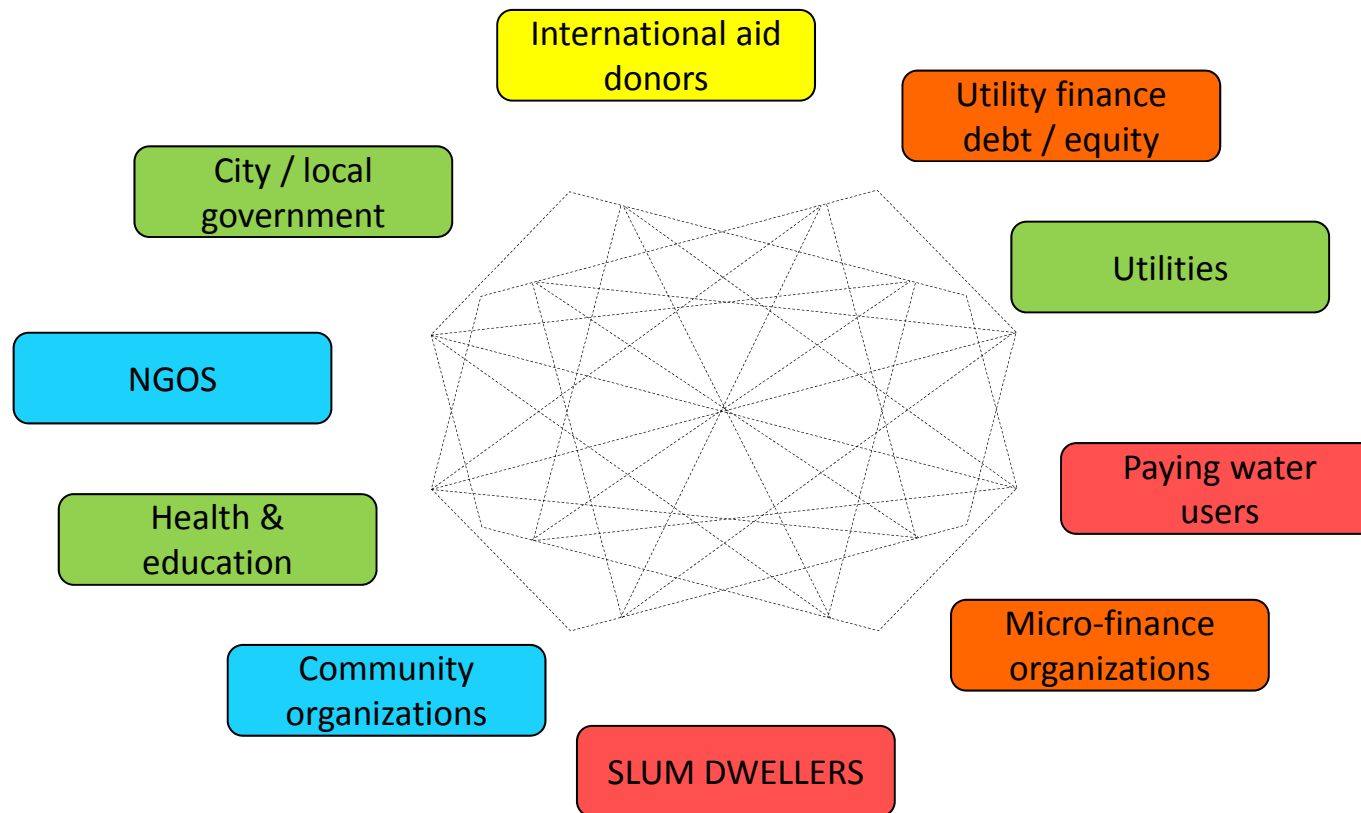 International aid
donors
Utility finance
debt / equity
City / local
government
Utilities
NGOS
Paying water
users
Health &
education
Micro-finance
organizations
Community
organizations
SLUM DWELLERS